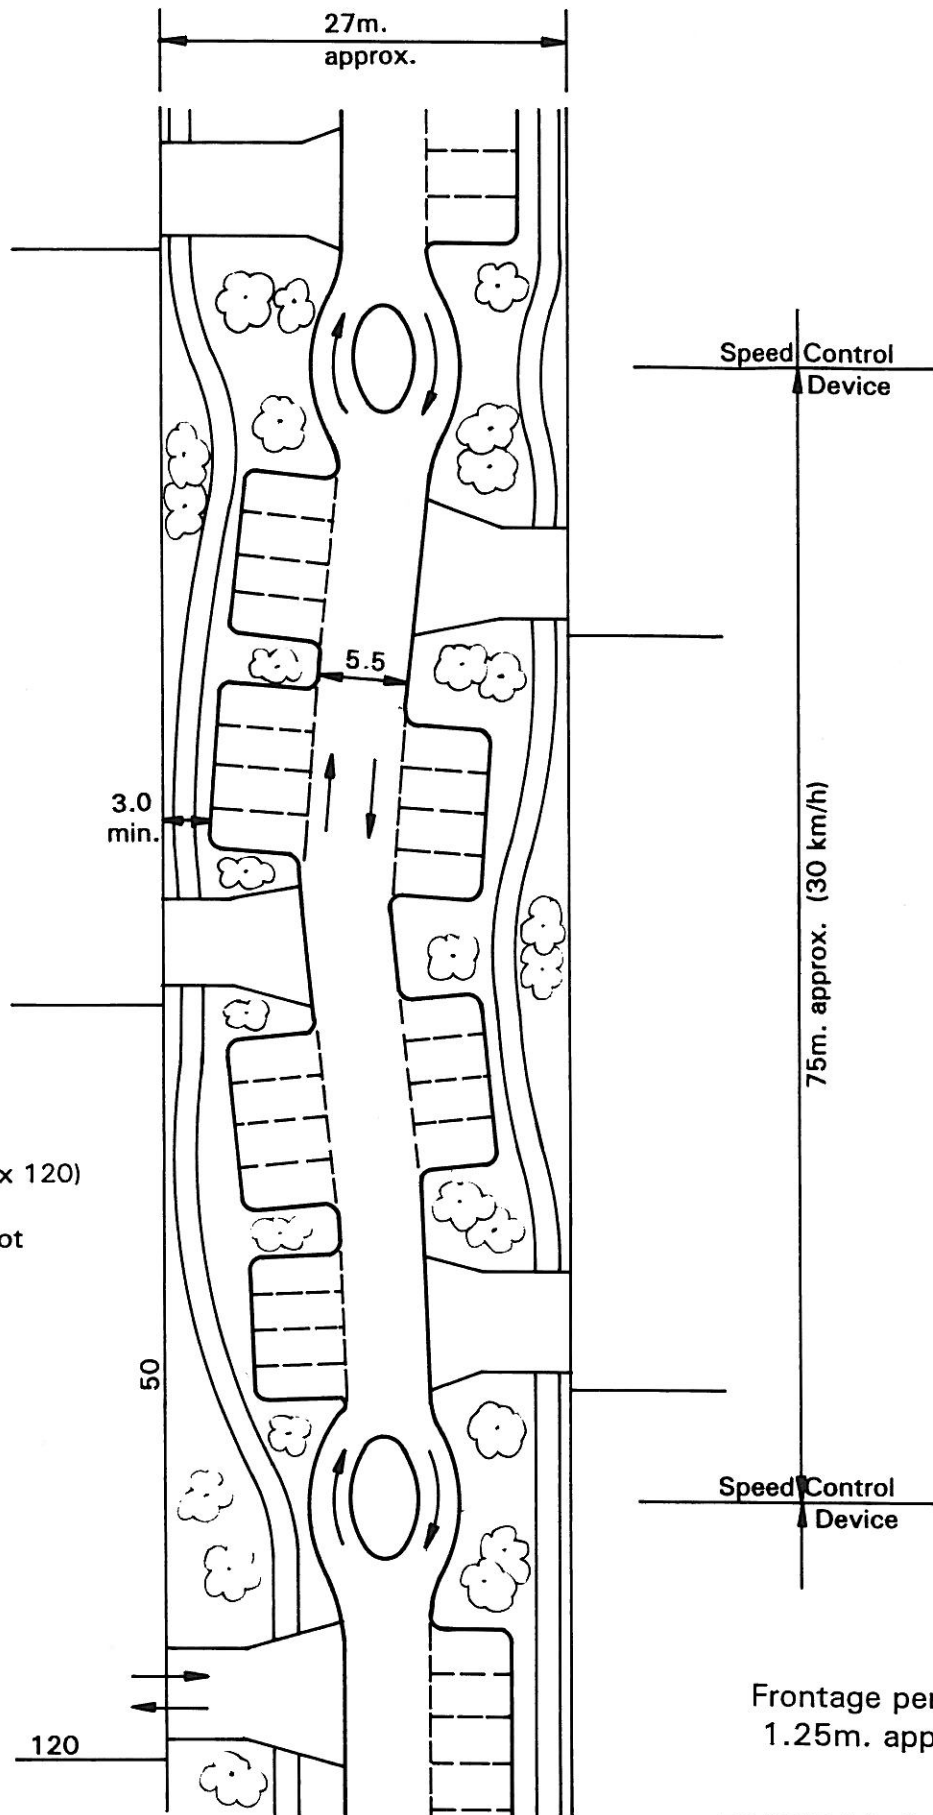 27m.
approx.
Speed Control
Device
5.5
3.0
min.
75m. approx. (30 km/h)
x 120)
ot
50
Speed Control
Device
Frontage per
1.25m. app
120